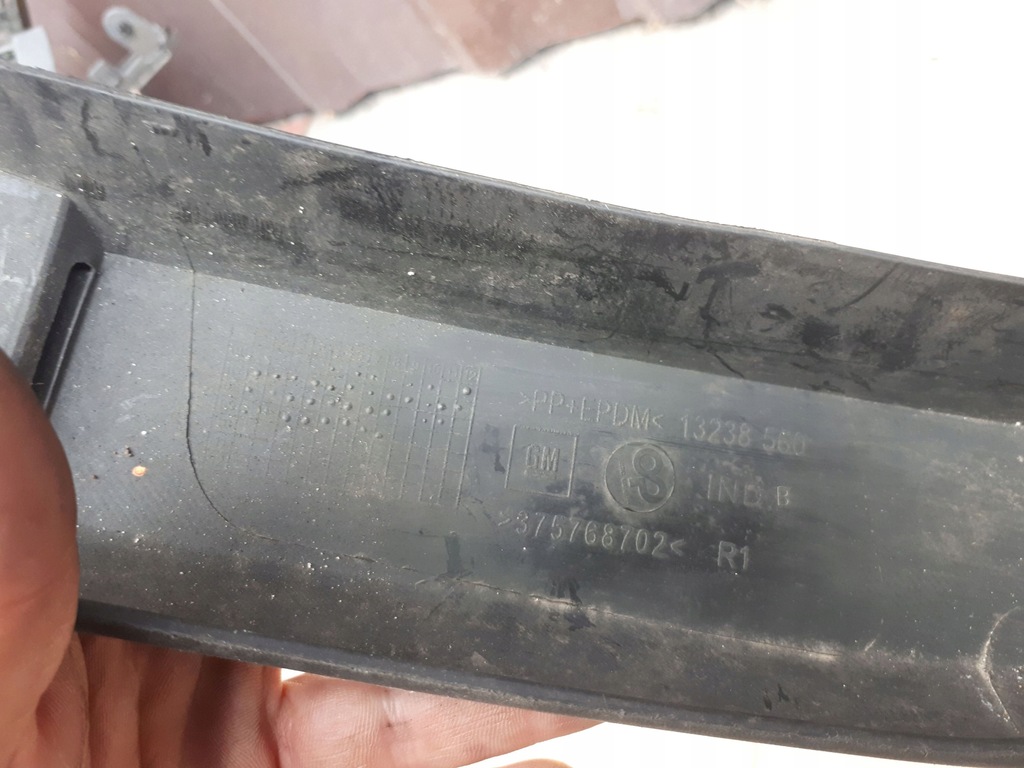 >PP+EPDM< 13238 560
GM
IND.B
>375768702< R1